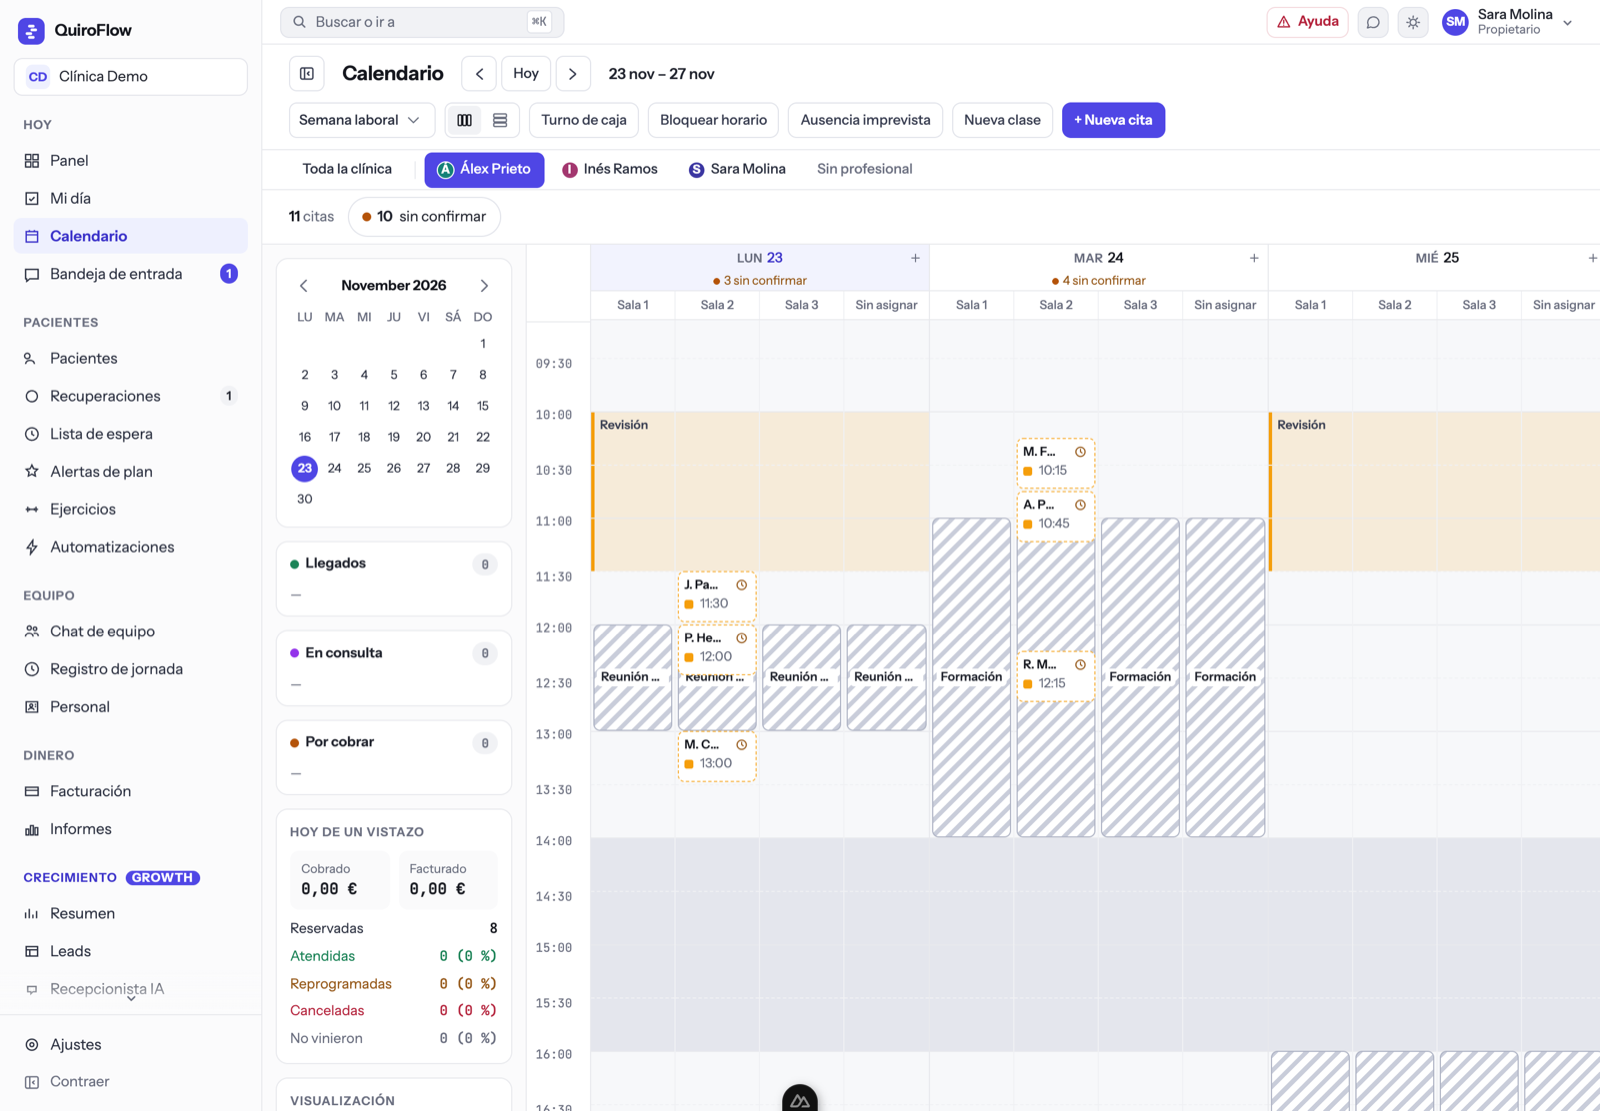 QuiroFlow
CD Clínica Demo
HOY
Panel
Mi día
Calendario
Bandeja de entrada 1
PACIENTES
Pacientes
Recuperaciones 1
Lista de espera
Alertas de plan
Ejercicios
Automatizaciones
EQUIPO
Chat de equipo
Registro de jornada
Personal
DINERO
Facturación
Informes
CRECIMIENTO GROWTH
Resumen
Leads
Recepcionista IA
Ajustes
Contraer
Buscar o ir a ⌘K
Ayuda
SM Sara Molina
Propietario
Calendario
Hoy
23 nov – 27 nov
Semana laboral
Turno de caja
Bloquear horario
Ausencia imprevista
Nueva clase
+ Nueva cita
Toda la clínica
Á Álex Prieto
I Inés Ramos
S Sara Molina
Sin profesional
11 citas
10 sin confirmar
November 2026
LU MA MI JU VI SÁ DO
1
2 3 4 5 6 7 8
9 10 11 12 13 14 15
16 17 18 19 20 21 22
23 24 25 26 27 28 29
30
Llegados 0
—
En consulta 0
—
Por cobrar 0
—
HOY DE UN VISTAZO
Cobrado
0,00 €
Facturado
0,00 €
Reservadas 8
Atendidas 0 (0 %)
Reprogramadas 0 (0 %)
Canceladas 0 (0 %)
No vinieron 0 (0 %)
VISUALIZACIÓN
LUN 23 +
3 sin confirmar
MAR 24 +
4 sin confirmar
MIÉ 25 +
Sala 1 Sala 2 Sala 3 Sin asignar
Sala 1 Sala 2 Sala 3 Sin asignar
Sala 1 Sala 2 Sala 3 Sin asignar
09:30
10:00
10:30
11:00
11:30
12:00
12:30
13:00
13:30
14:00
14:30
15:00
15:30
16:00
16:30
Revisión
J. Pa...
11:30
P. He...
12:00
Reunión ...
Reunión ...
Reunión ...
Reunión ...
M. C...
13:00
M. F...
10:15
A. P...
10:45
R. M...
12:15
Formación
Formación
Formación
Revisión